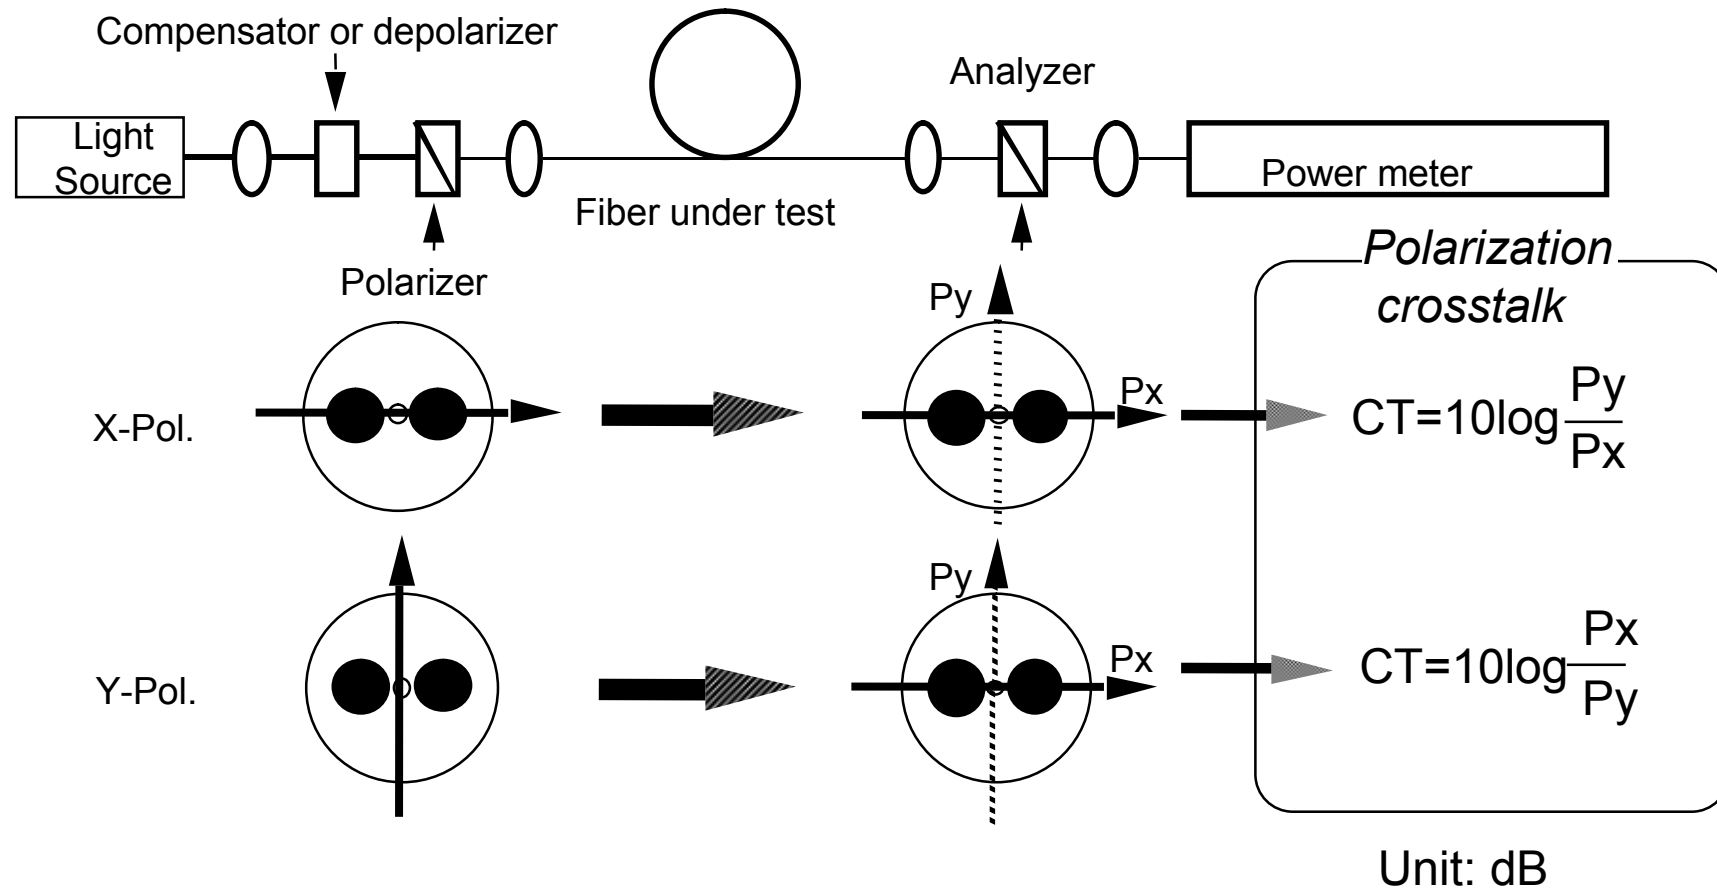 Compensator or depolarizer
Analyzer
Light
Source
Power meter
Fiber under test
Polarizer
Polarization
crosstalk
X-Pol.
Py
Px
CT=10log Py/Px
Y-Pol.
Py
Px
CT=10log Px/Py
Unit: dB